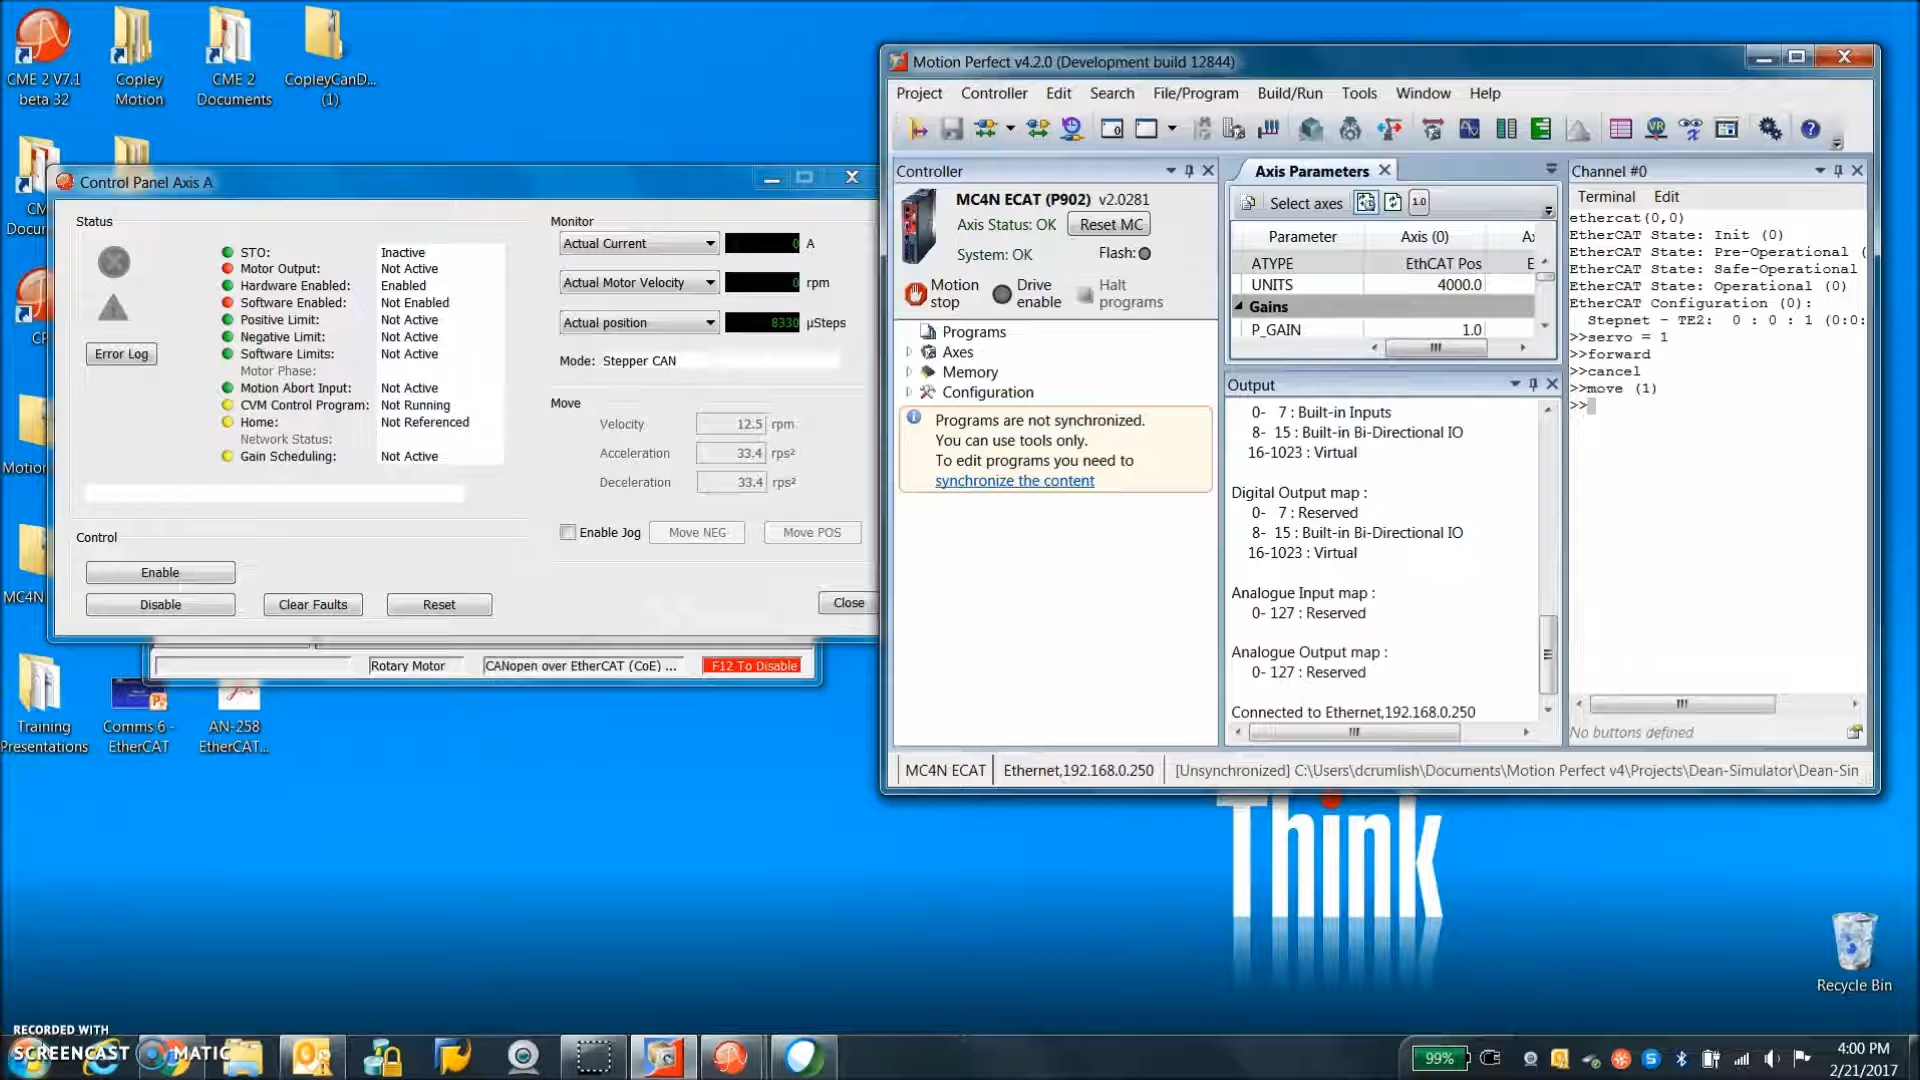 CME 2 V7.1
beta 32
Copley
Motion
CME 2
Documents
CopleyCanD...
(1)
Control Panel Axis A
Status
STO: Inactive
Motor Output: Not Active
Hardware Enabled: Enabled
Software Enabled: Not Enabled
Positive Limit: Not Active
Negative Limit: Not Active
Software Limits: Not Active
Motor Phase:
Motion Abort Input: Not Active
CVM Control Program: Not Running
Home: Not Referenced
Network Status:
Gain Scheduling: Not Active
Error Log
Monitor
Actual Current 0 A
Actual Motor Velocity 0 rpm
Actual position 8330 µSteps
Mode: Stepper CAN
Move
Velocity 12.5 rpm
Acceleration 33.4 rps²
Deceleration 33.4 rps²
Enable Jog Move NEG Move POS
Control
Enable
Disable Clear Faults Reset Close
Rotary Motor CANopen over EtherCAT (CoE) ... F12 To Disable
CM
Docum
CP
Motion
MC4N
Training
Presentations
Comms 6 -
EtherCAT
AN-258
EtherCAT...
Motion Perfect v4.2.0 (Development build 12844)
Project Controller Edit Search File/Program Build/Run Tools Window Help
Controller
MC4N ECAT (P902) v2.0281
Axis Status: OK Reset MC
System: OK Flash:
Motion
stop
Drive
enable
Halt
programs
Programs
Axes
Memory
Configuration
Programs are not synchronized.
You can use tools only.
To edit programs you need to
synchronize the content
Axis Parameters
Select axes 1.0
Parameter Axis (0) Ax
ATYPE EthCAT Pos E
UNITS 4000.0
Gains
P_GAIN 1.0
Output
0- 7 : Built-in Inputs
8- 15 : Built-in Bi-Directional IO
16-1023 : Virtual
Digital Output map :
0- 7 : Reserved
8- 15 : Built-in Bi-Directional IO
16-1023 : Virtual
Analogue Input map :
0- 127 : Reserved
Analogue Output map :
0- 127 : Reserved
Connected to Ethernet,192.168.0.250
Channel #0
Terminal Edit
ethercat(0,0)
EtherCAT State: Init (0)
EtherCAT State: Pre-Operational (
EtherCAT State: Safe-Operational
EtherCAT State: Operational (0)
EtherCAT Configuration (0):
Stepnet - TE2: 0 : 0 : 1 (0:0:
>>servo = 1
>>forward
>>cancel
>>move (1)
>>
No buttons defined
MC4N ECAT Ethernet,192.168.0.250 [Unsynchronized] C:\Users\dcrumlish\Documents\Motion Perfect v4\Projects\Dean-Simulator\Dean-Sin
Think
Recycle Bin
RECORDED WITH
SCREENCAST MATIC
99%
4:00 PM
2/21/2017